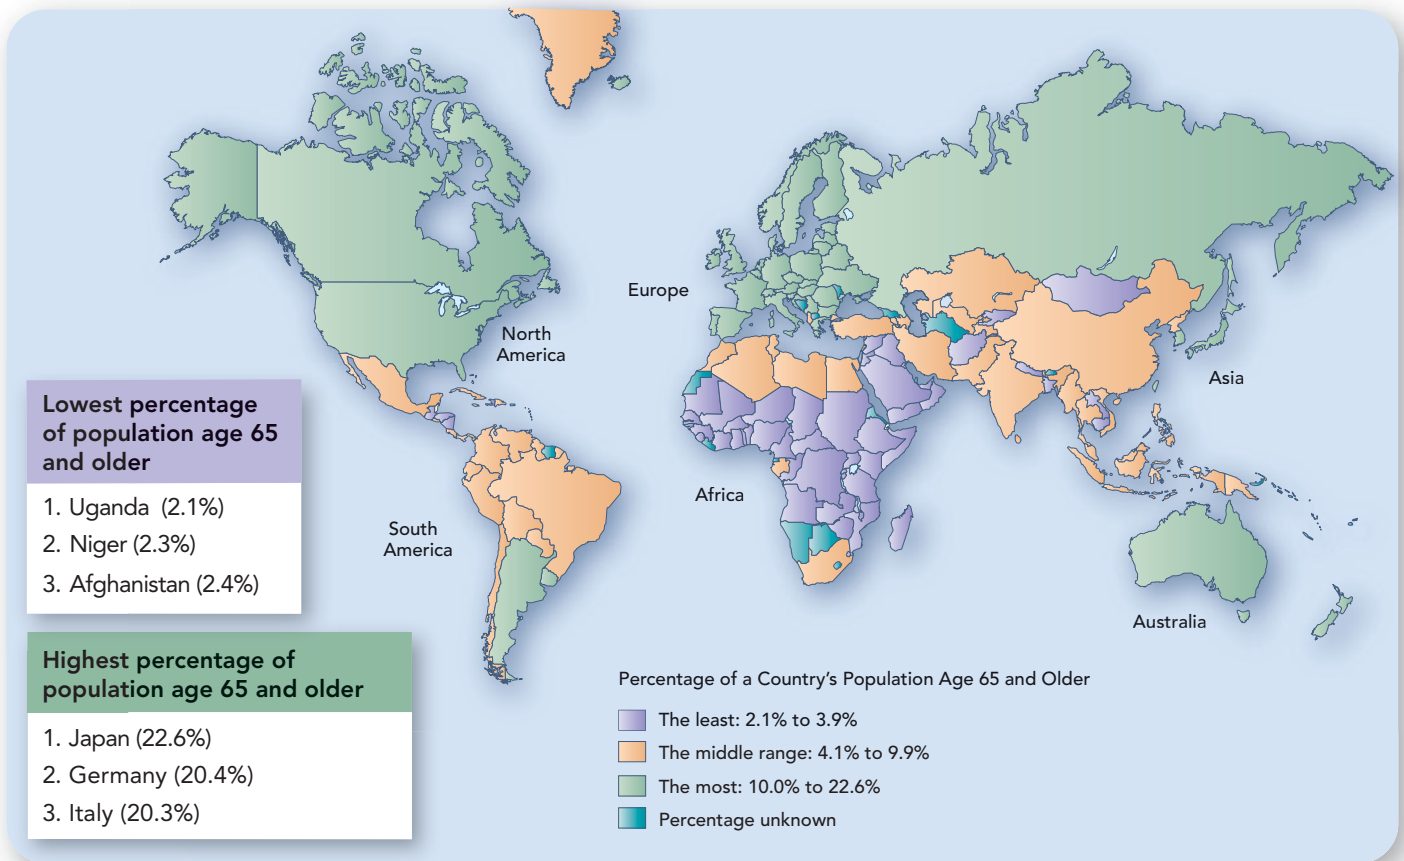 North
America
Europe
Asia
Africa
South
America
Australia
Lowest percentage
of population age 65
and older
1. Uganda (2.1%)
2. Niger (2.3%)
3. Afghanistan (2.4%)
Highest percentage of
population age 65 and older
1. Japan (22.6%)
2. Germany (20.4%)
3. Italy (20.3%)
Percentage of a Country's Population Age 65 and Older
The least: 2.1% to 3.9%
The middle range: 4.1% to 9.9%
The most: 10.0% to 22.6%
Percentage unknown